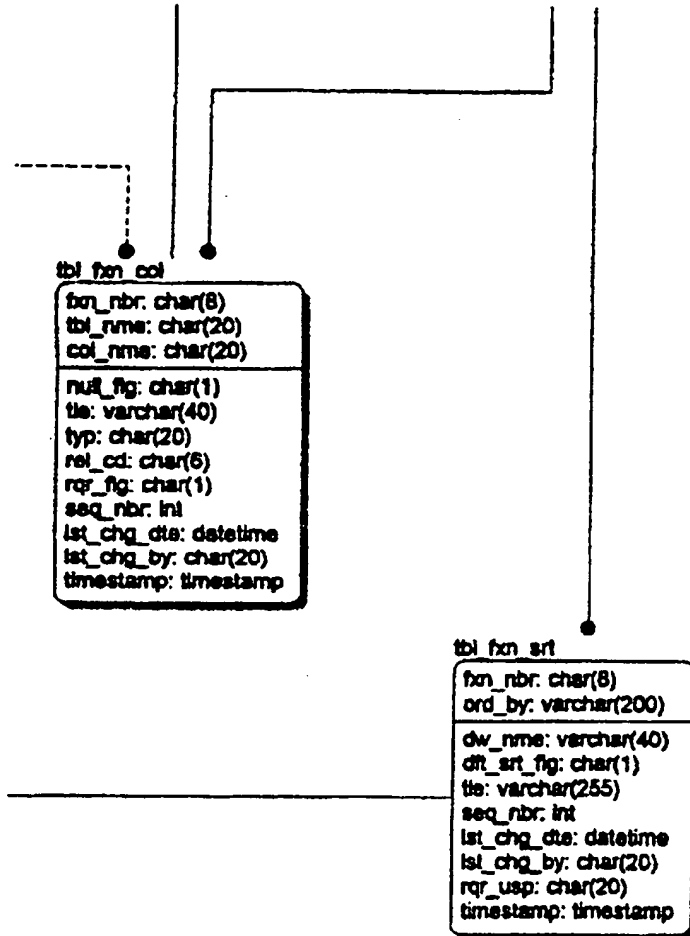 tbl_fxn_col
fxn_nbr: char(8)
tbl_nme: char(20)
col_nme: char(20)
null_flg: char(1)
tle: varchar(40)
typ: char(20)
rel_cd: char(6)
rqr_flg: char(1)
seq_nbr: int
lst_chg_dte: datetime
lst_chg_by: char(20)
timestamp: timestamp
tbl_fxn_srt
fxn_nbr: char(8)
ord_by: varchar(200)
dw_nme: varchar(40)
dft_srt_flg: char(1)
tle: varchar(255)
seq_nbr: int
lst_chg_dte: datetime
lst_chg_by: char(20)
rqr_usp: char(20)
timestamp: timestamp